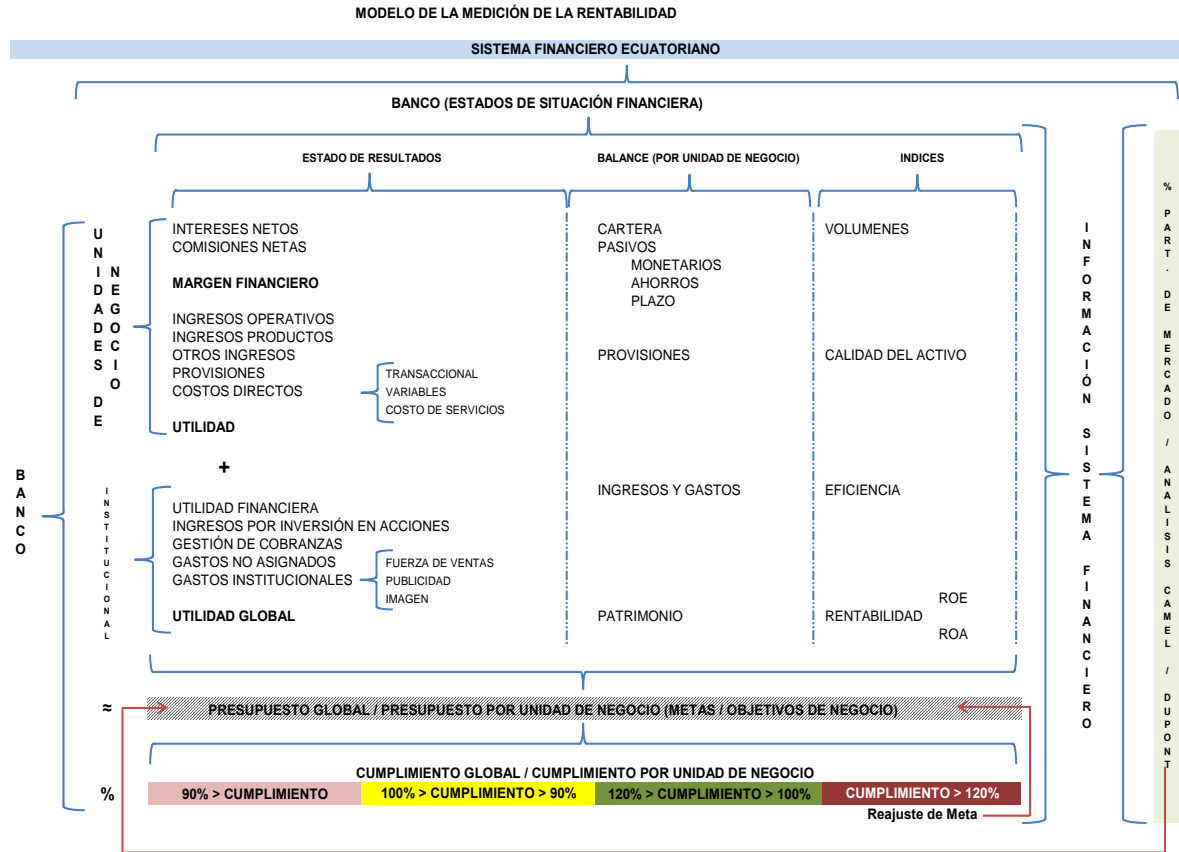 MODELO DE LA MEDICIÓN DE LA RENTABILIDAD
SISTEMA FINANCIERO ECUATORIANO
BANCO (ESTADOS DE SITUACIÓN FINANCIERA)
ESTADO DE RESULTADOS
BALANCE (POR UNIDAD DE NEGOCIO)
INDICES
BANCO
UNIDADES DE
NEGOCIO
INTERESES NETOS
COMISIONES NETAS
MARGEN FINANCIERO
INGRESOS OPERATIVOS
INGRESOS PRODUCTOS
OTROS INGRESOS
PROVISIONES
COSTOS DIRECTOS
TRANSACCIONAL
VARIABLES
COSTO DE SERVICIOS
UTILIDAD
+
INSTITUCIONAL
UTILIDAD FINANCIERA
INGRESOS POR INVERSIÓN EN ACCIONES
GESTIÓN DE COBRANZAS
GASTOS NO ASIGNADOS
GASTOS INSTITUCIONALES
FUERZA DE VENTAS
PUBLICIDAD
IMAGEN
UTILIDAD GLOBAL
CARTERA
PASIVOS
MONETARIOS
AHORROS
PLAZO
PROVISIONES
INGRESOS Y GASTOS
PATRIMONIO
VOLUMENES
CALIDAD DEL ACTIVO
EFICIENCIA
ROE
RENTABILIDAD
ROA
INFORMACIÓN SISTEMA FINANCIERO
% PART. DE MERCADO / ANALISIS CAMEL / DUPONT
≈
PRESUPUESTO GLOBAL / PRESUPUESTO POR UNIDAD DE NEGOCIO (METAS / OBJETIVOS DE NEGOCIO)
CUMPLIMIENTO GLOBAL / CUMPLIMIENTO POR UNIDAD DE NEGOCIO
%
90% > CUMPLIMIENTO
100% > CUMPLIMIENTO > 90%
120% > CUMPLIMIENTO > 100%
CUMPLIMIENTO > 120%
Reajuste de Meta